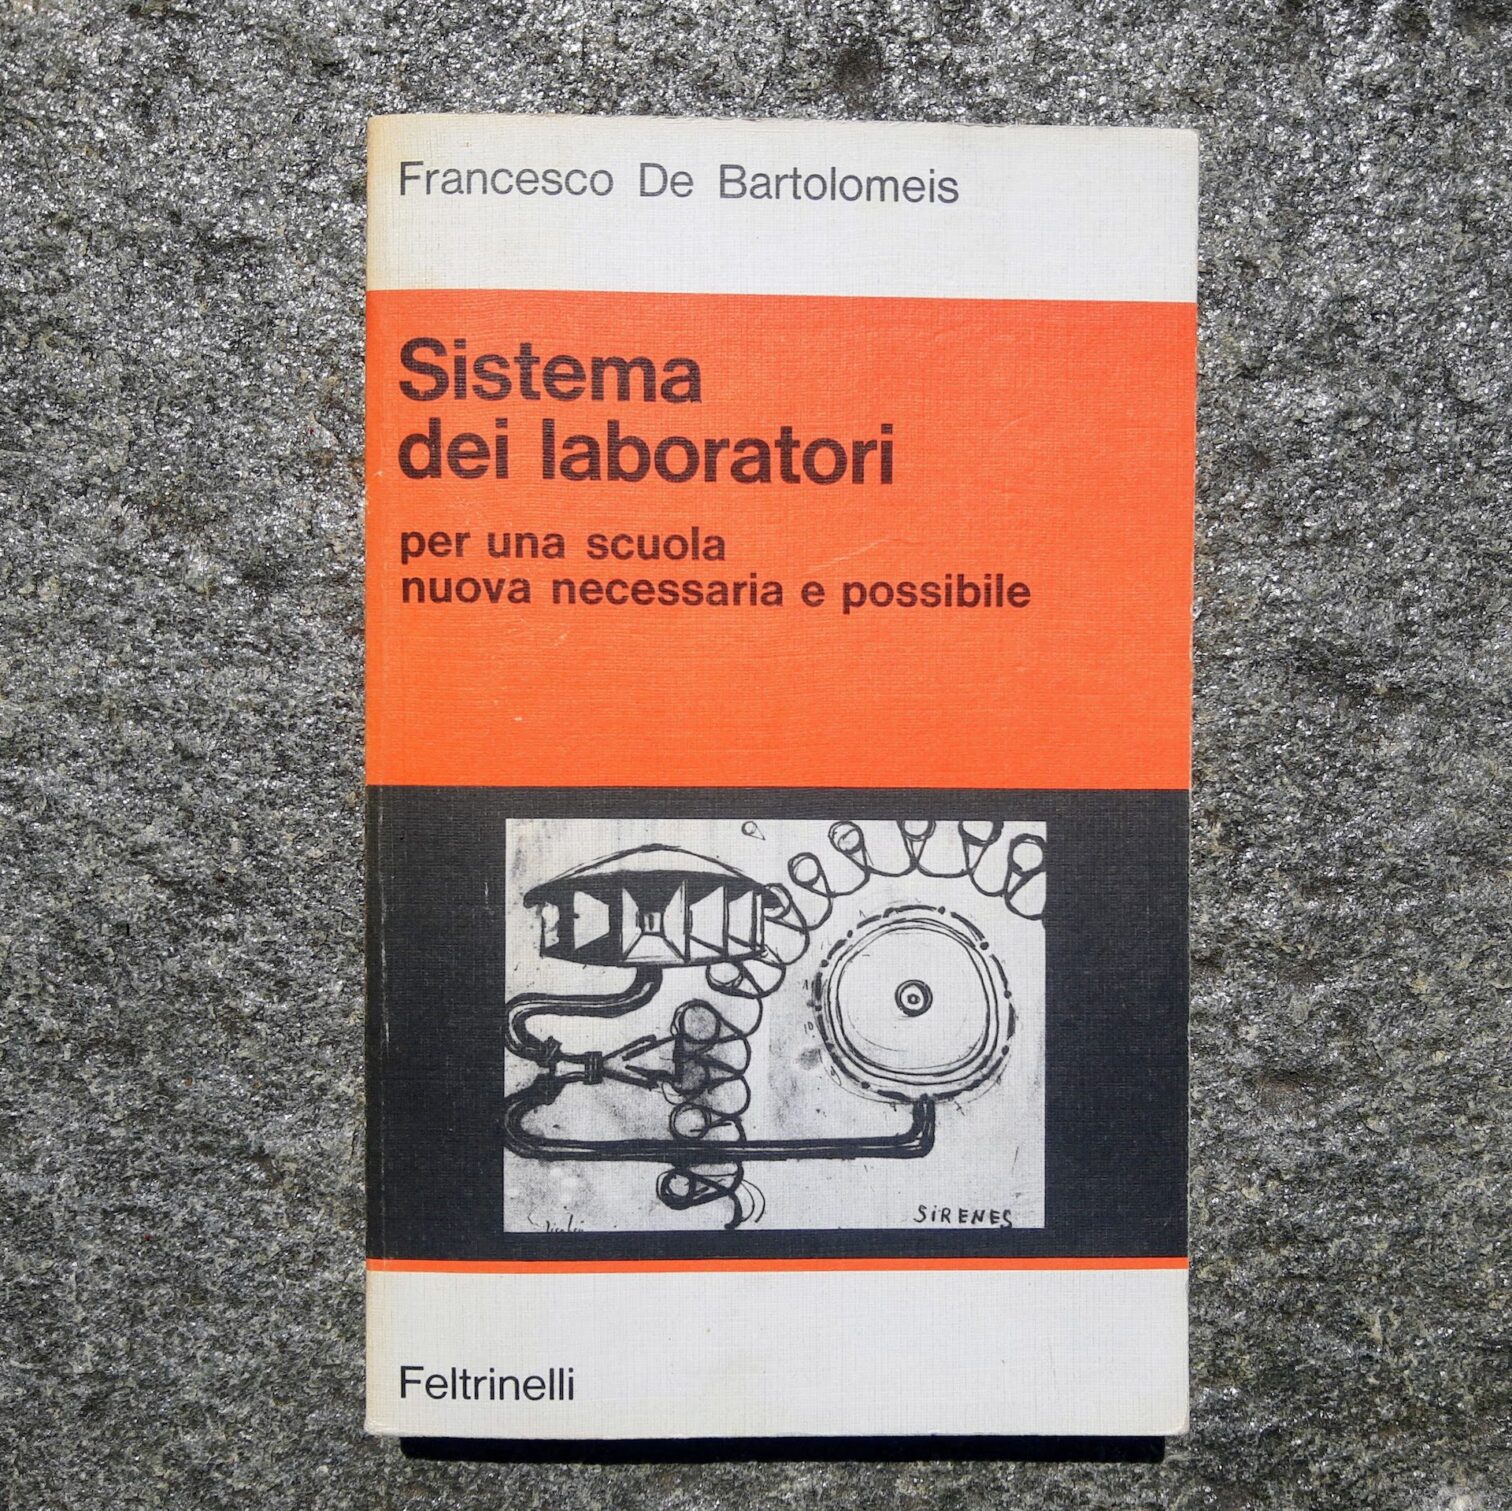 Francesco De Bartolomeis
Sistema
dei laboratori
per una scuola
nuova necessaria e possibile
SiRENES
Feltrinelli